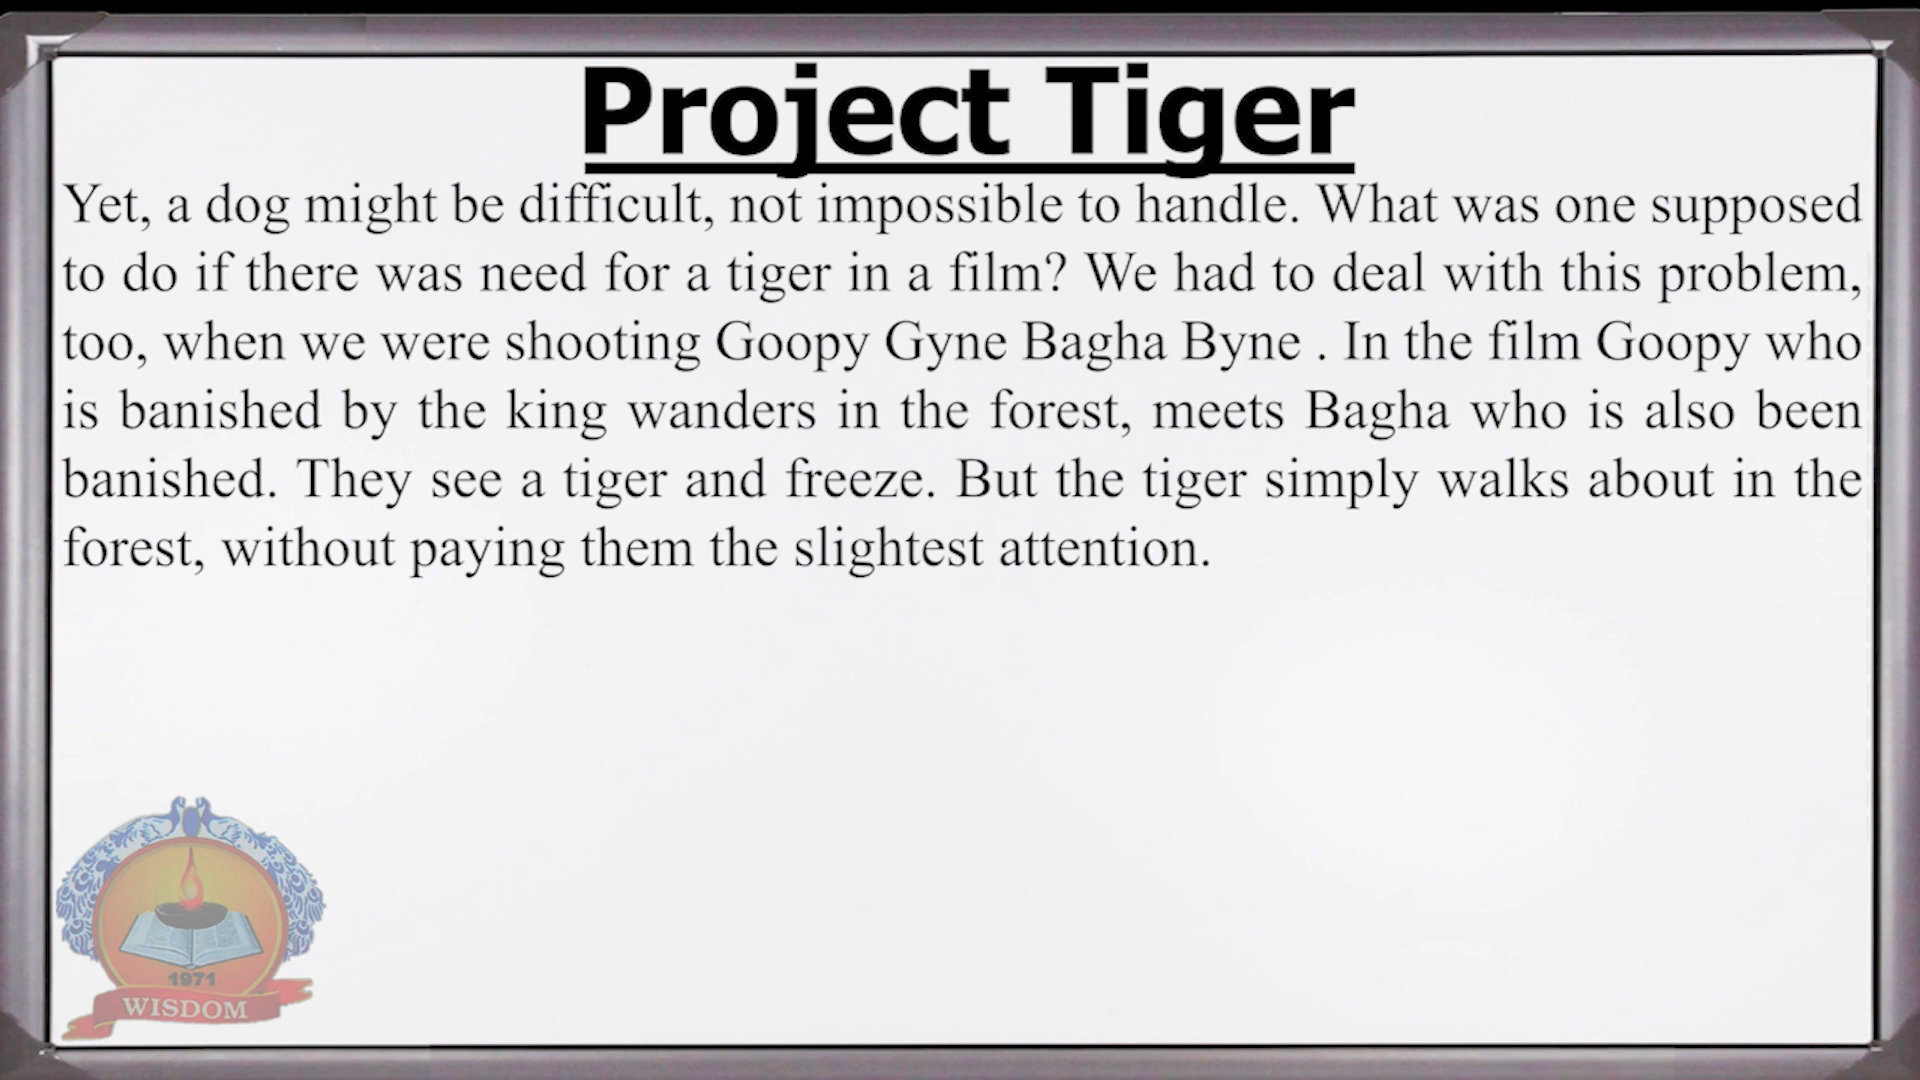 Project Tiger
Yet, a dog might be difficult, not impossible to handle. What was one supposed
to do if there was need for a tiger in a film? We had to deal with this problem,
too, when we were shooting Goopy Gyne Bagha Byne . In the film Goopy who
is banished by the king wanders in the forest, meets Bagha who is also been
banished. They see a tiger and freeze. But the tiger simply walks about in the
forest, without paying them the slightest attention.
1971
WISDOM